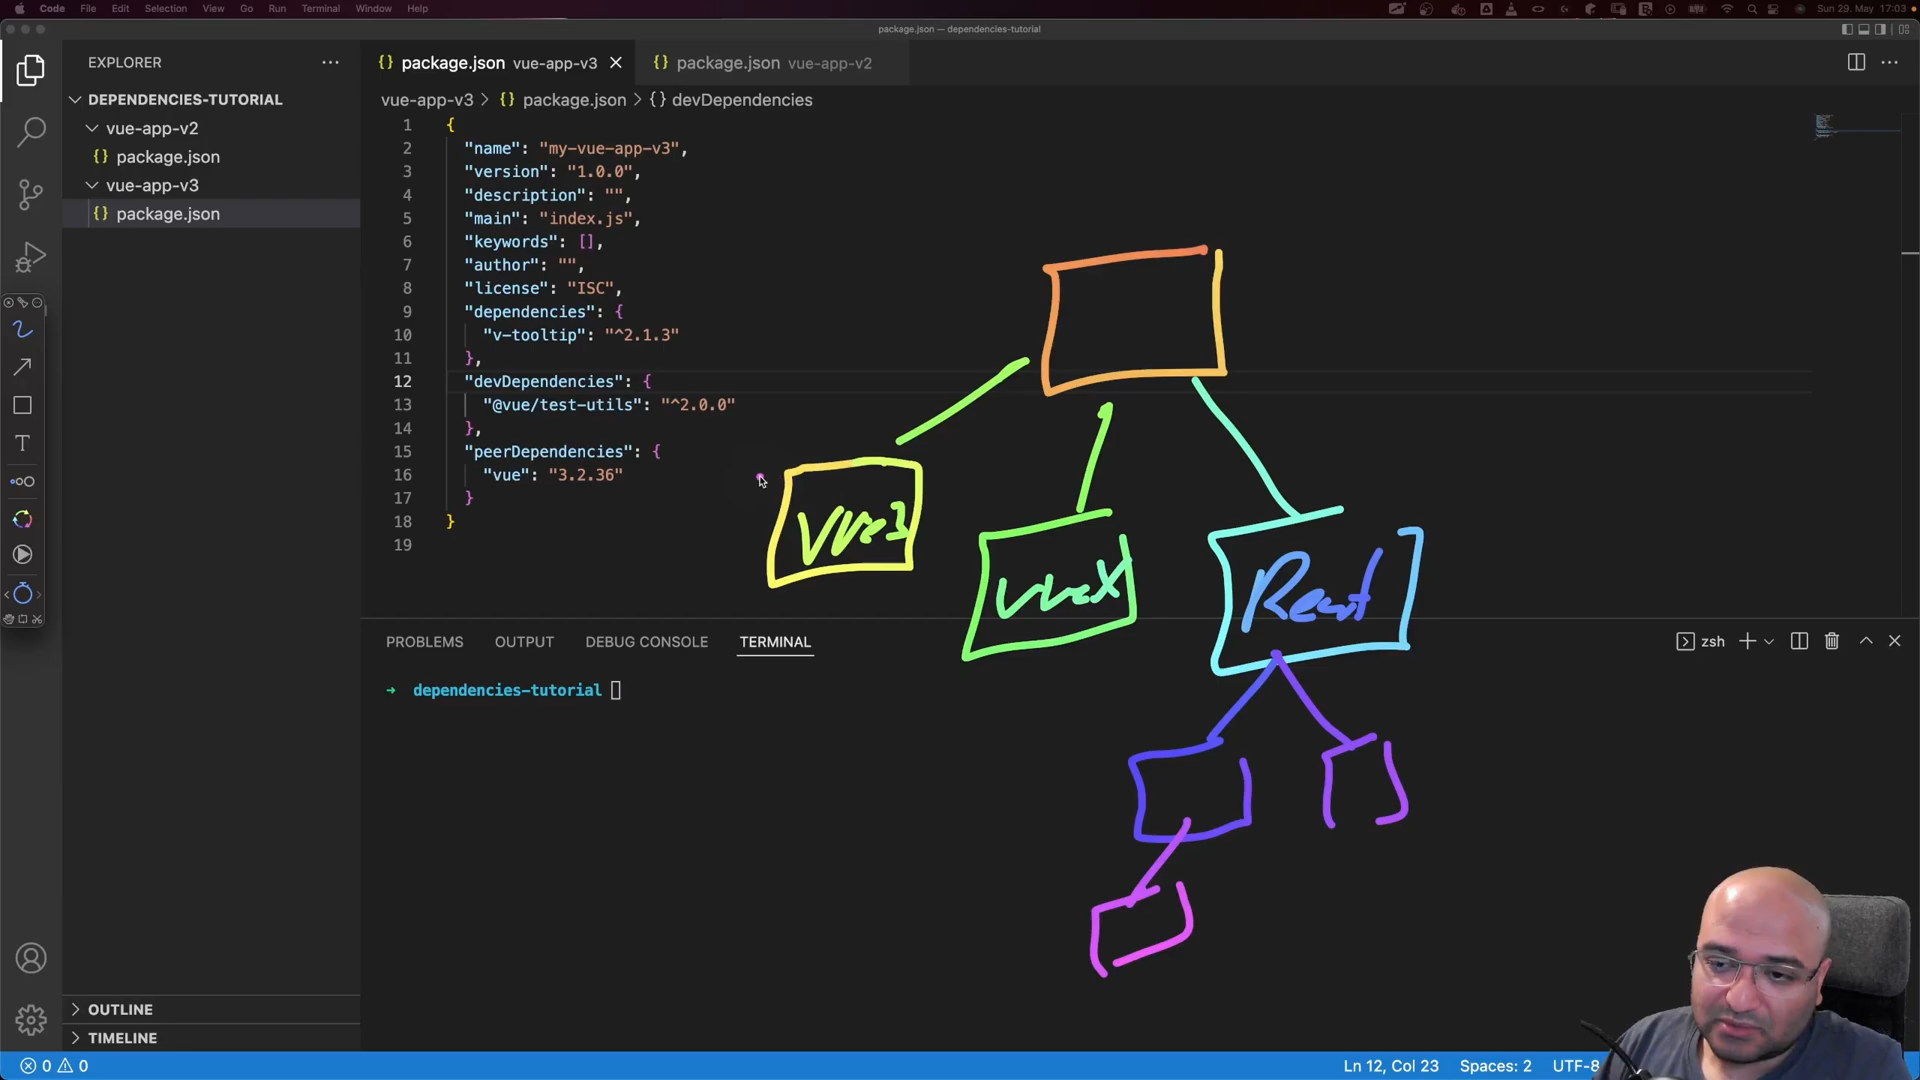 Code File Edit Selection View Go Run Terminal Window Help
Sun 29. May 17:03
package.json — dependencies-tutorial
EXPLORER
DEPENDENCIES-TUTORIAL
vue-app-v2
package.json
vue-app-v3
package.json
OUTLINE
TIMELINE
package.json vue-app-v3
package.json vue-app-v2
vue-app-v3 > {} package.json > {} devDependencies
1 {
2 "name": "my-vue-app-v3",
3 "version": "1.0.0",
4 "description": "",
5 "main": "index.js",
6 "keywords": [],
7 "author": "",
8 "license": "ISC",
9 "dependencies": {
10 "v-tooltip": "^2.1.3"
11 },
12 "devDependencies": {
13 "@vue/test-utils": "^2.0.0"
14 },
15 "peerDependencies": {
16 "vue": "3.2.36"
17 }
18 }
19
vue3
vueX
React
PROBLEMS OUTPUT DEBUG CONSOLE TERMINAL
zsh
→ dependencies-tutorial
0 0
Ln 12, Col 23 Spaces: 2 UTF-8